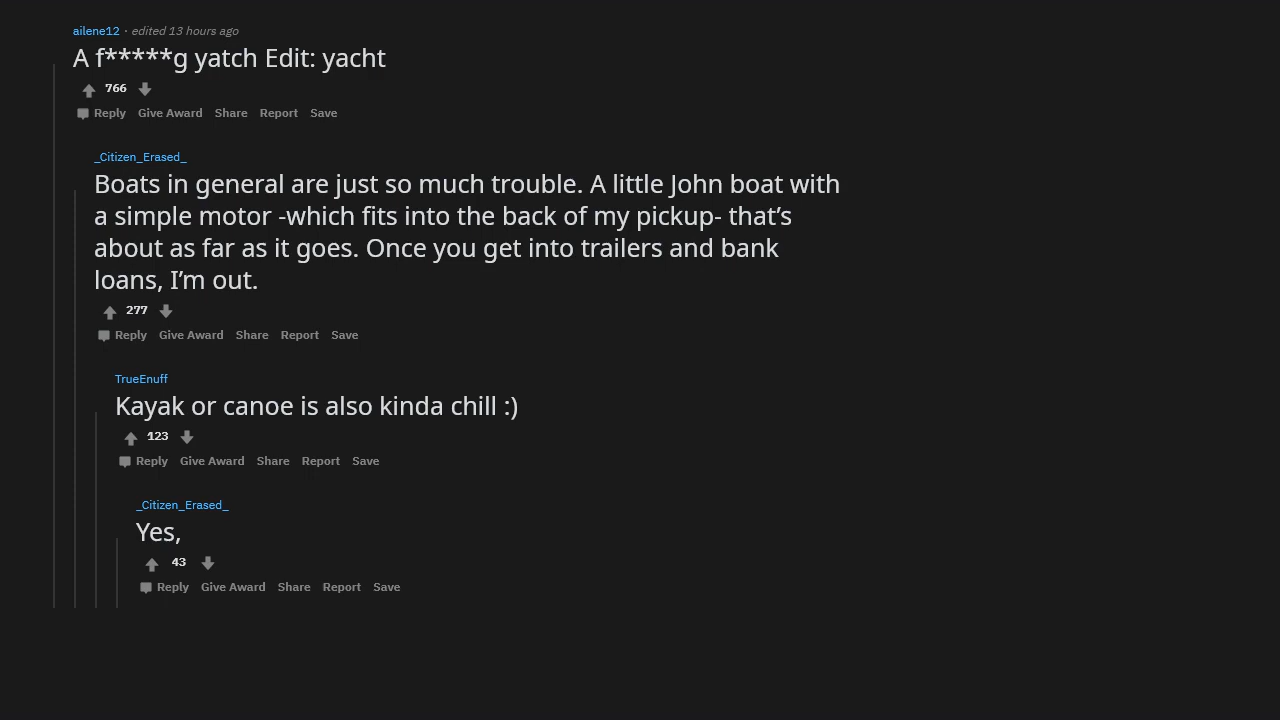 ailene12 · edited 13 hours ago
A f*****g yatch Edit: yacht
766
Reply Give Award Share Report Save
_Citizen_Erased_
Boats in general are just so much trouble. A little John boat with
a simple motor -which fits into the back of my pickup- that’s
about as far as it goes. Once you get into trailers and bank
loans, I’m out.
277
Reply Give Award Share Report Save
TrueEnuff
Kayak or canoe is also kinda chill :)
123
Reply Give Award Share Report Save
_Citizen_Erased_
Yes,
43
Reply Give Award Share Report Save